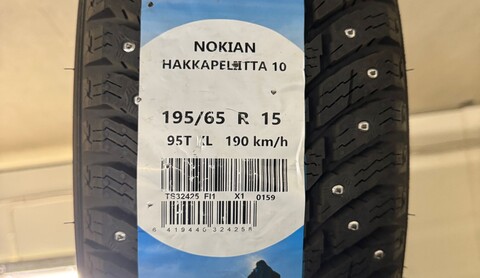 NOKIAN
HAKKAPELIITTA 10
195/65 R 15
95T XL 190 km/h
TS32425 FI1 X1 0159
6 419440 324258